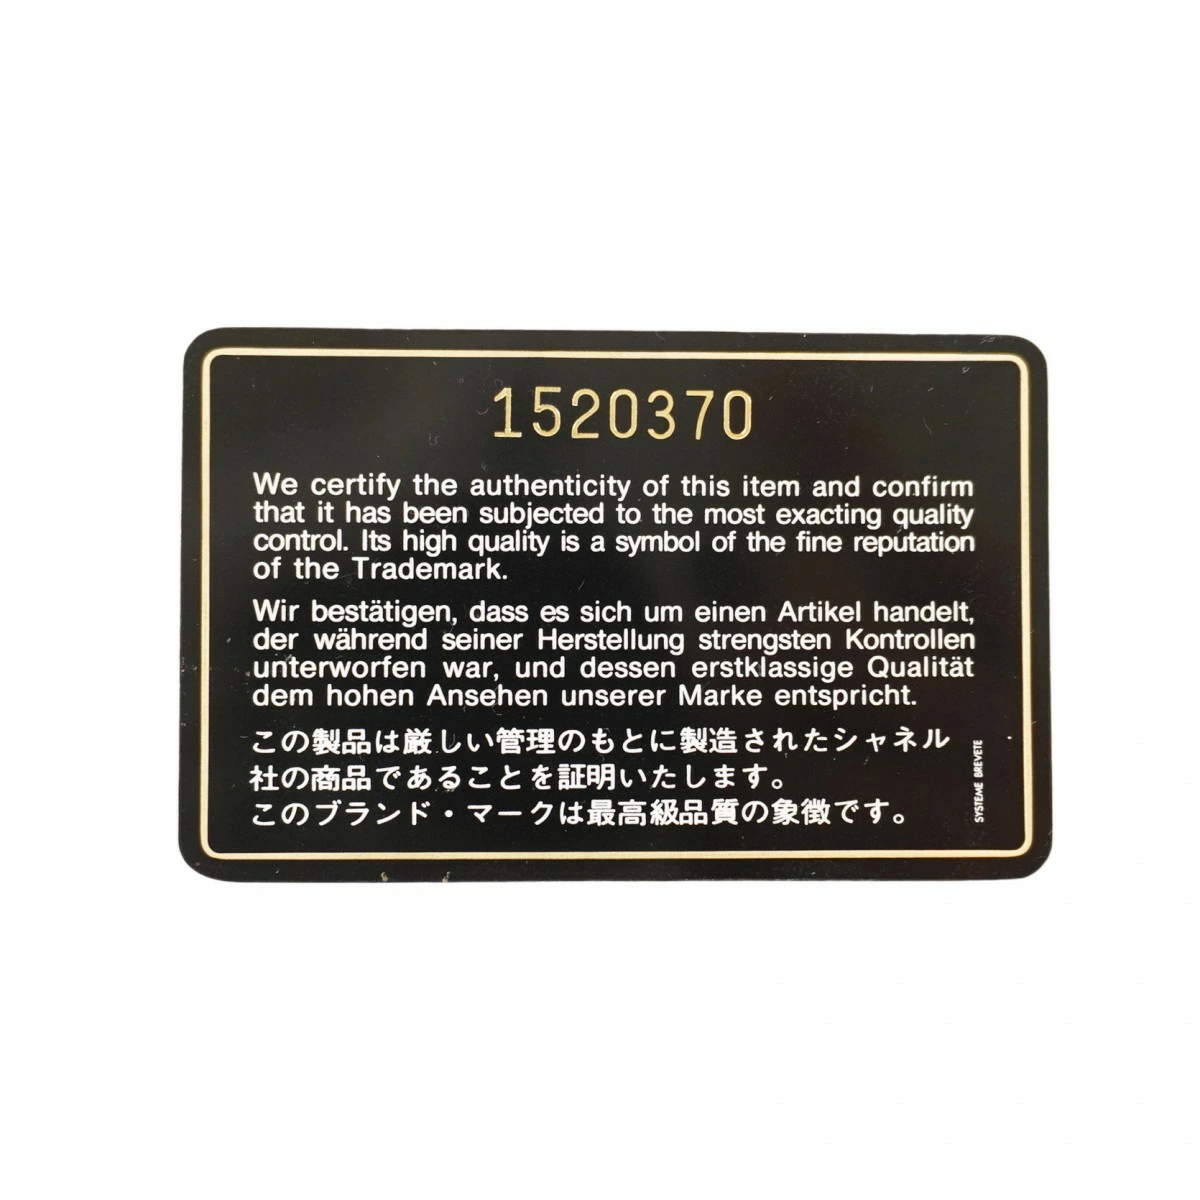 1520370
We certify the authenticity of this item and confirm
that it has been subjected to the most exacting quality
control. Its high quality is a symbol of the fine reputation
of the Trademark.
Wir bestätigen, dass es sich um einen Artikel handelt,
der während seiner Herstellung strengsten Kontrollen
unterworfen war, und dessen erstklassige Qualität
dem hohen Ansehen unserer Marke entspricht.
この製品は厳しい管理のもとに製造されたシャネル
社の商品であることを証明いたします。
このブランド・マークは最高級品質の象徴です。
SYSTEME BREVETE